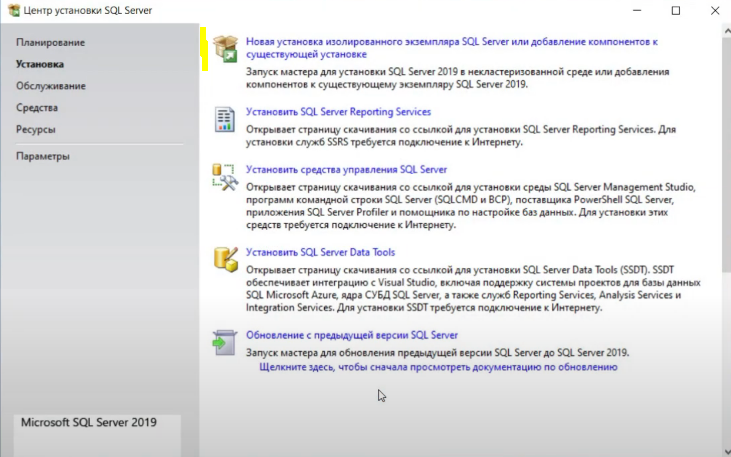 Центр установки SQL Server
Планирование
Установка
Обслуживание
Средства
Ресурсы
Параметры
Microsoft SQL Server 2019
Новая установка изолированного экземпляра SQL Server или добавление компонентов к
существующей установке
Запуск мастера для установки SQL Server 2019 в некластеризованной среде или добавления
компонентов к существующему экземпляру SQL Server 2019.
Установить SQL Server Reporting Services
Открывает страницу скачивания со ссылкой для установки SQL Server Reporting Services. Для
установки служб SSRS требуется подключение к Интернету.
Установить средства управления SQL Server
Открывает страницу скачивания со ссылкой для установки среды SQL Server Management Studio,
программ командной строки SQL Server (SQLCMD и BCP), поставщика PowerShell SQL Server,
приложения SQL Server Profiler и помощника по настройке баз данных. Для установки этих
средств требуется подключение к Интернету.
Установить SQL Server Data Tools
Открывает страницу скачивания со ссылкой для установки SQL Server Data Tools (SSDT). SSDT
обеспечивает интеграцию с Visual Studio, включая поддержку системы проектов для базы данных
SQL Microsoft Azure, ядра СУБД SQL Server, а также служб Reporting Services, Analysis Services и
Integration Services. Для установки SSDT требуется подключение к Интернету.
Обновление с предыдущей версии SQL Server
Запуск мастера для обновления предыдущей версии SQL Server до SQL Server 2019.
Щелкните здесь, чтобы сначала просмотреть документацию по обновлению